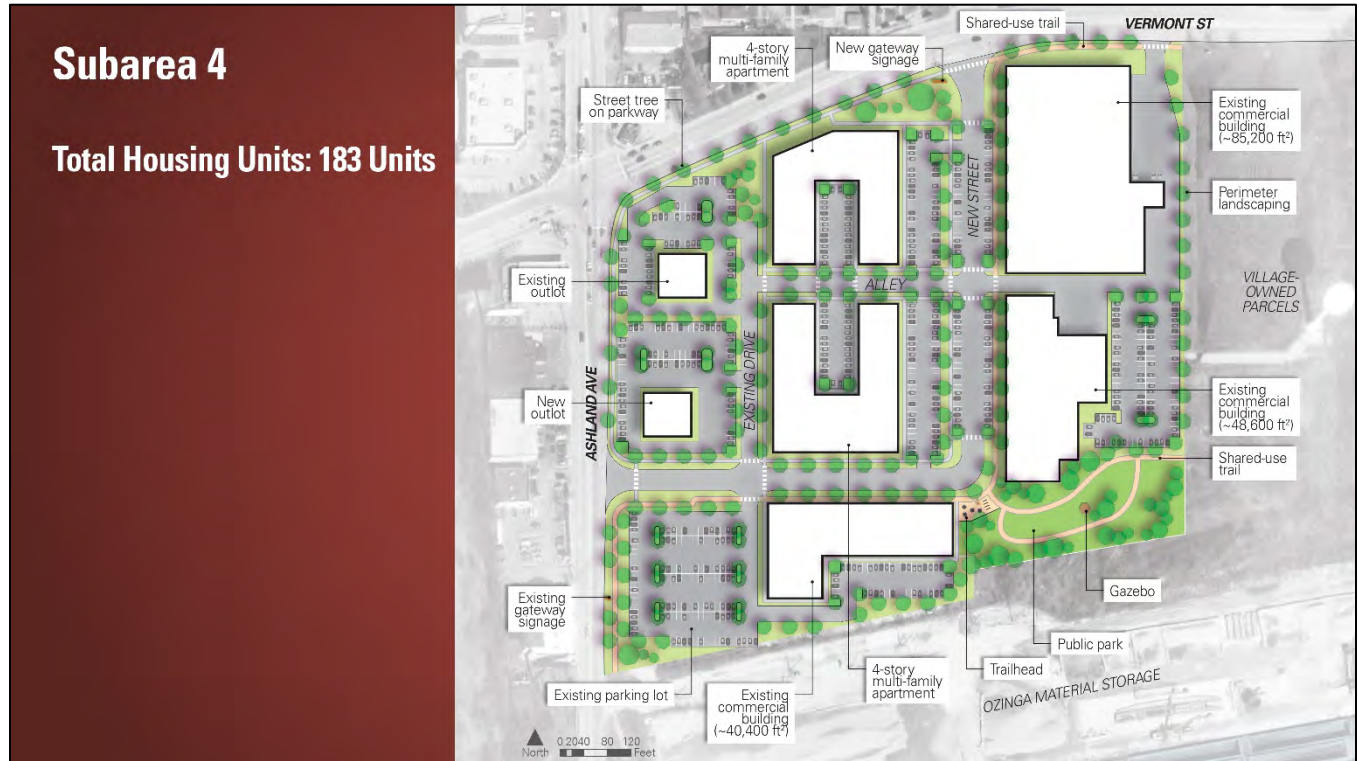 Subarea 4
Total Housing Units: 183 Units
Shared-use trail
VERMONT ST
4-story
multi-family
apartment
New gateway
signage
Street tree
on parkway
Existing
commercial
building
(~85,200 ft²)
NEW STREET
Perimeter
landscaping
Existing
outlot
ALLEY
VILLAGE-
OWNED
PARCELS
EXISTING DRIVE
ASHLAND AVE
New
outlot
Existing
commercial
building
(~48,600 ft²)
Shared-use
trail
Existing
gateway
signage
Gazebo
Public park
Trailhead
4-story
multi-family
apartment
Existing parking lot
Existing
commercial
building
(~40,400 ft²)
OZINGA MATERIAL STORAGE
North
0 20 40 80 120
Feet